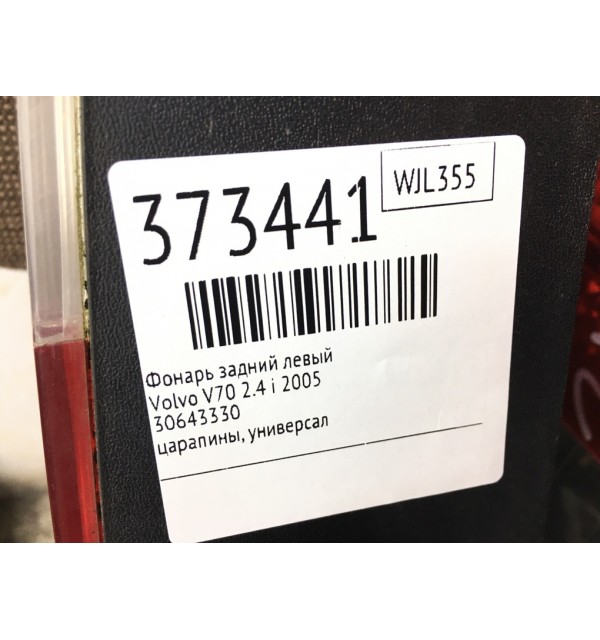 373441
WJL355
Фонарь задний левый
Volvo V70 2.4 i 2005
30643330
царапины, универсал